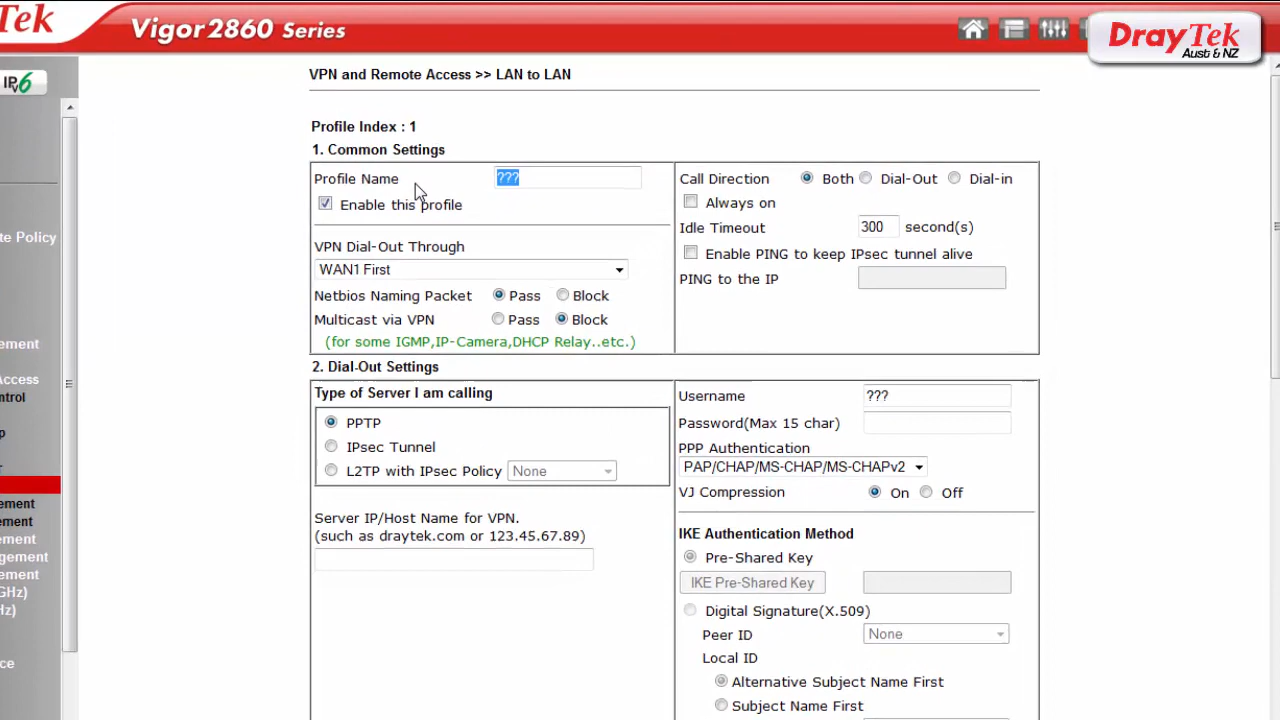 Tek
Vigor2860 Series
DrayTek
Aust & NZ
IPv6
te Policy
ement
Access
ntrol
p
r
ement
ement
ement
gement
ement
GHz)
Hz)
ce
VPN and Remote Access >> LAN to LAN
Profile Index : 1
1. Common Settings
Profile Name ???
Enable this profile
VPN Dial-Out Through
WAN1 First
Netbios Naming Packet Pass Block
Multicast via VPN Pass Block
(for some IGMP,IP-Camera,DHCP Relay..etc.)
Call Direction Both Dial-Out Dial-in
Always on
Idle Timeout 300 second(s)
Enable PING to keep IPsec tunnel alive
PING to the IP
2. Dial-Out Settings
Type of Server I am calling
PPTP
IPsec Tunnel
L2TP with IPsec Policy None
Server IP/Host Name for VPN.
(such as draytek.com or 123.45.67.89)
Username ???
Password(Max 15 char)
PPP Authentication
PAP/CHAP/MS-CHAP/MS-CHAPv2
VJ Compression On Off
IKE Authentication Method
Pre-Shared Key
IKE Pre-Shared Key
Digital Signature(X.509)
Peer ID None
Local ID
Alternative Subject Name First
Subject Name First